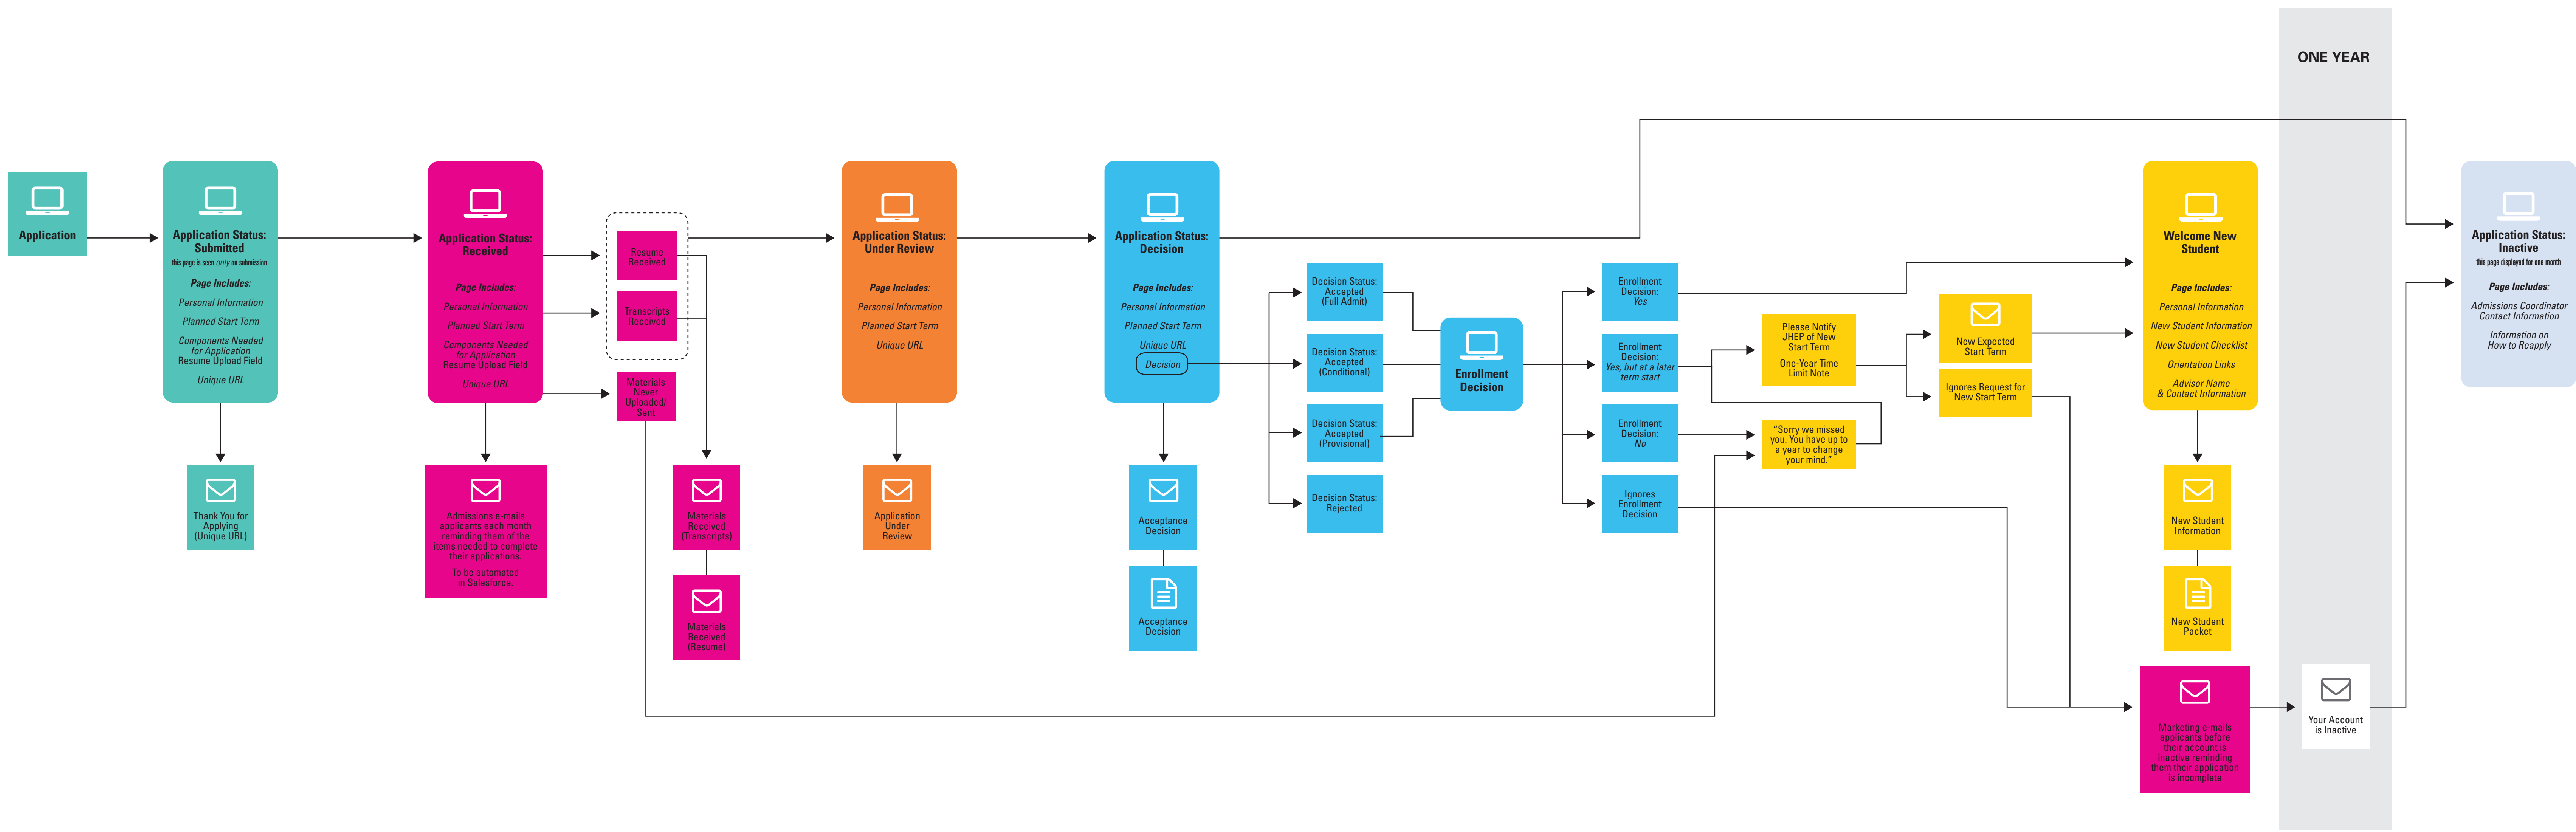 ONE YEAR
Application
Application Status:
Submitted
this page is seen only on submission
Page Includes:
Personal Information
Planned Start Term
Components Needed
for Application
Resume Upload Field
Unique URL
Thank You for
Applying
(Unique URL)
Application Status:
Received
Page Includes:
Personal Information
Planned Start Term
Components Needed
for Application
Resume Upload Field
Unique URL
Admissions e-mails
applicants each month
reminding them of the
items needed to complete
their applications.
To be automated
in Salesforce.
Resume
Received
Transcripts
Received
Materials
Never
Uploaded/
Sent
Materials
Received
(Transcripts)
Materials
Received
(Resume)
Application Status:
Under Review
Page Includes:
Personal Information
Planned Start Term
Unique URL
Application
Under
Review
Application Status:
Decision
Page Includes:
Personal Information
Planned Start Term
Unique URL
Decision
Acceptance
Decision
Acceptance
Decision
Decision Status:
Accepted
(Full Admit)
Decision Status:
Accepted
(Conditional)
Decision Status:
Accepted
(Provisional)
Decision Status:
Rejected
Enrollment
Decision
Enrollment
Decision:
Yes
Enrollment
Decision:
Yes, but at a later
term start
Enrollment
Decision:
No
Ignores
Enrollment
Decision
Please Notify
JHEP of New
Start Term
One-Year Time
Limit Note
"Sorry we missed
you. You have up to
a year to change
your mind."
New Expected
Start Term
Ignores Request for
New Start Term
Welcome New
Student
Page Includes:
Personal Information
New Student Information
New Student Checklist
Orientation Links
Advisor Name
& Contact Information
New Student
Information
New Student
Packet
Marketing e-mails
applicants before
their account is
inactive reminding
them their application
is incomplete
Your Account
is Inactive
Application Status:
Inactive
this page displayed for one month
Page Includes:
Admissions Coordinator
Contact Information
Information on
How to Reapply